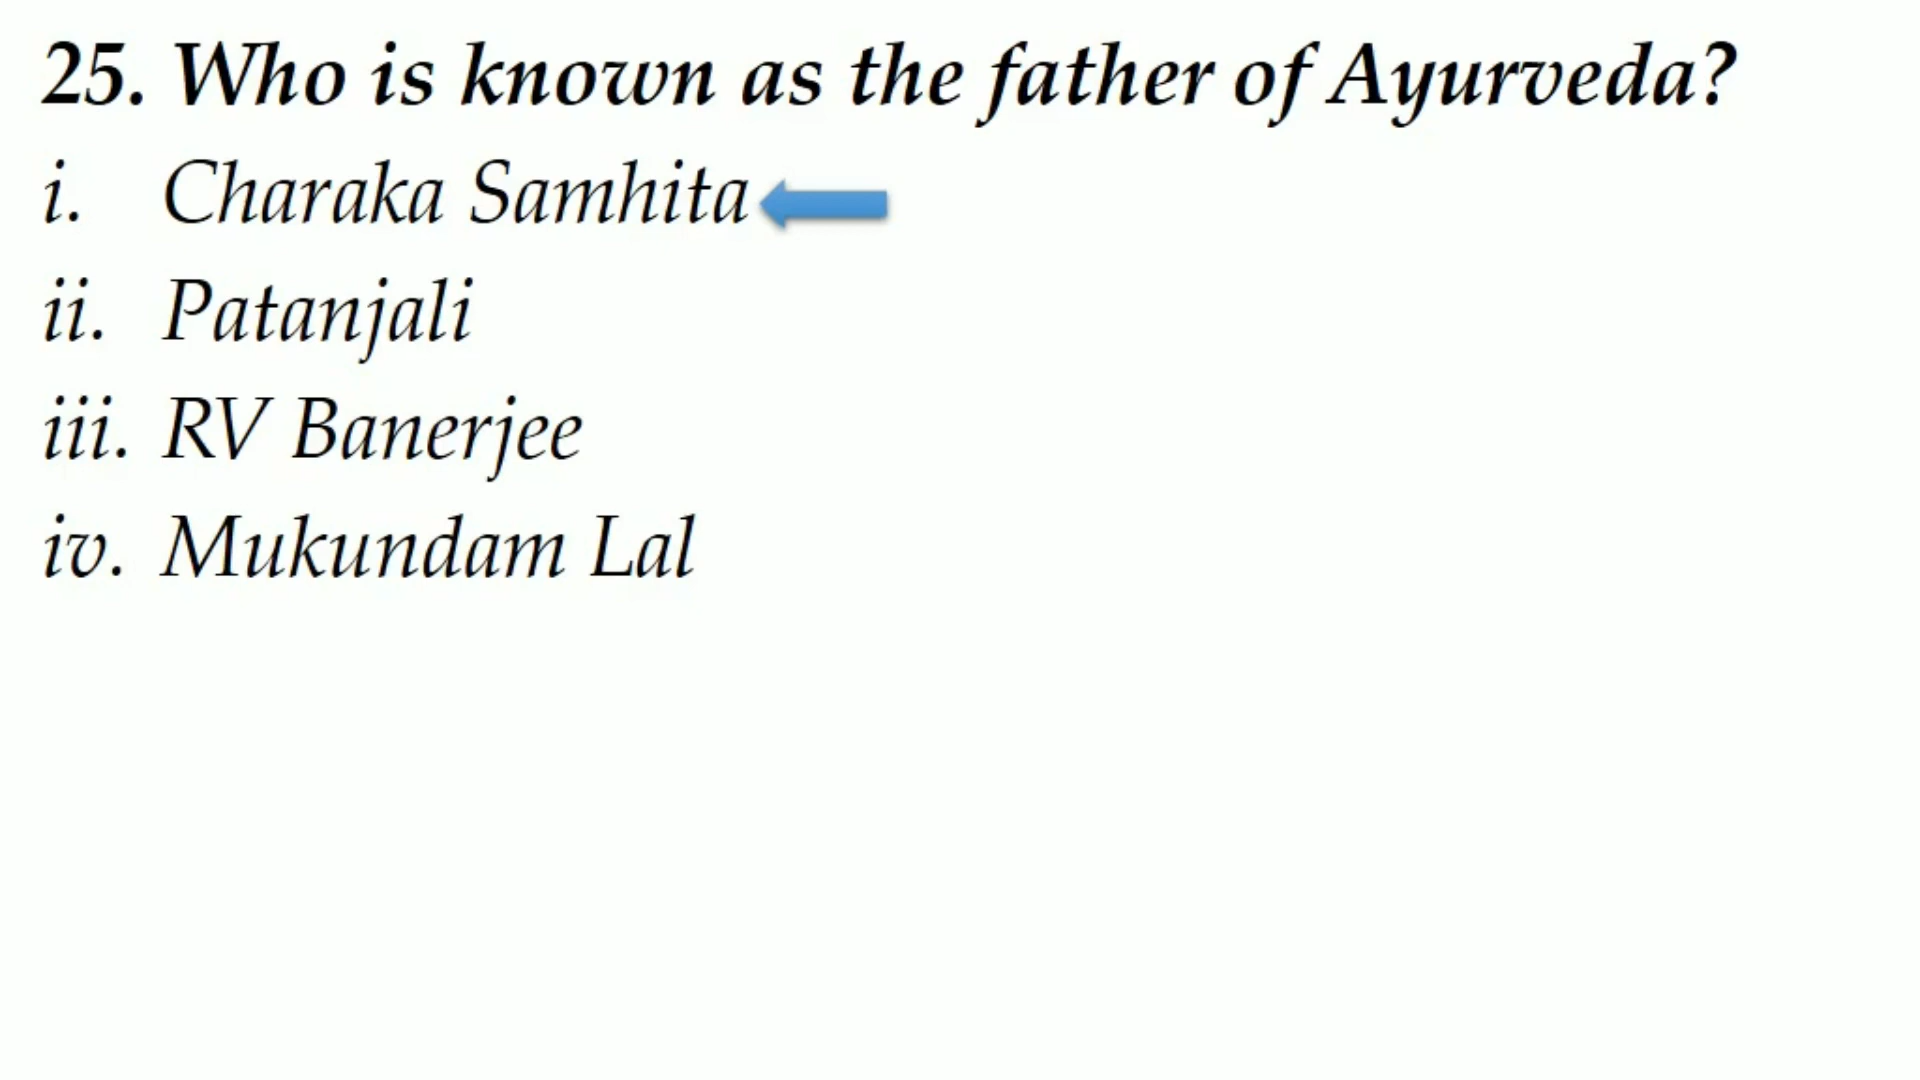 25. Who is known as the father of Ayurveda?
i. Charaka Samhita
ii. Patanjali
iii. RV Banerjee
iv. Mukundam Lal